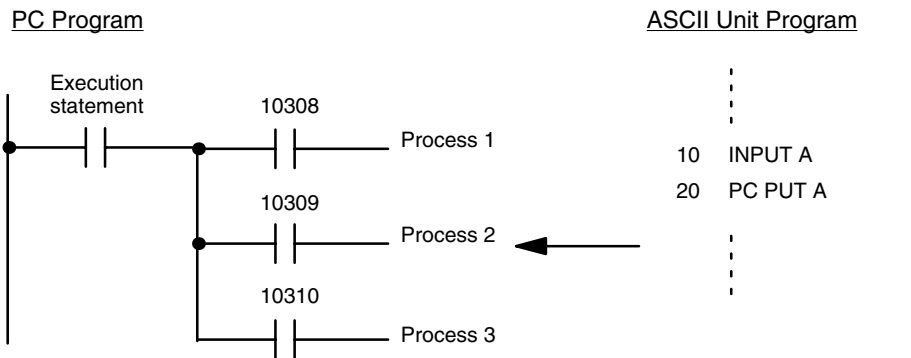 PC Program
ASCII Unit Program
Execution
statement
10308
Process 1
10 INPUT A
20 PC PUT A
10309
Process 2
10310
Process 3